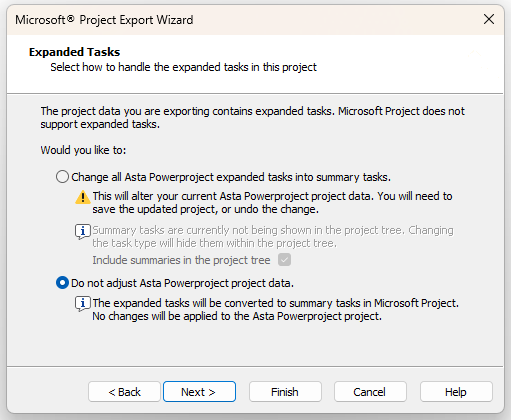 Microsoft® Project Export Wizard
Expanded Tasks
Select how to handle the expanded tasks in this project
The project data you are exporting contains expanded tasks. Microsoft Project does not
support expanded tasks.
Would you like to:
Change all Asta Powerproject expanded tasks into summary tasks.
This will alter your current Asta Powerproject project data. You will need to
save the updated project, or undo the change.
Summary tasks are currently not being shown in the project tree. Changing
the task type will hide them within the project tree.
Include summaries in the project tree
Do not adjust Asta Powerproject project data.
The expanded tasks will be converted to summary tasks in Microsoft Project.
No changes will be applied to the Asta Powerproject project.
< Back Next > Finish Cancel Help